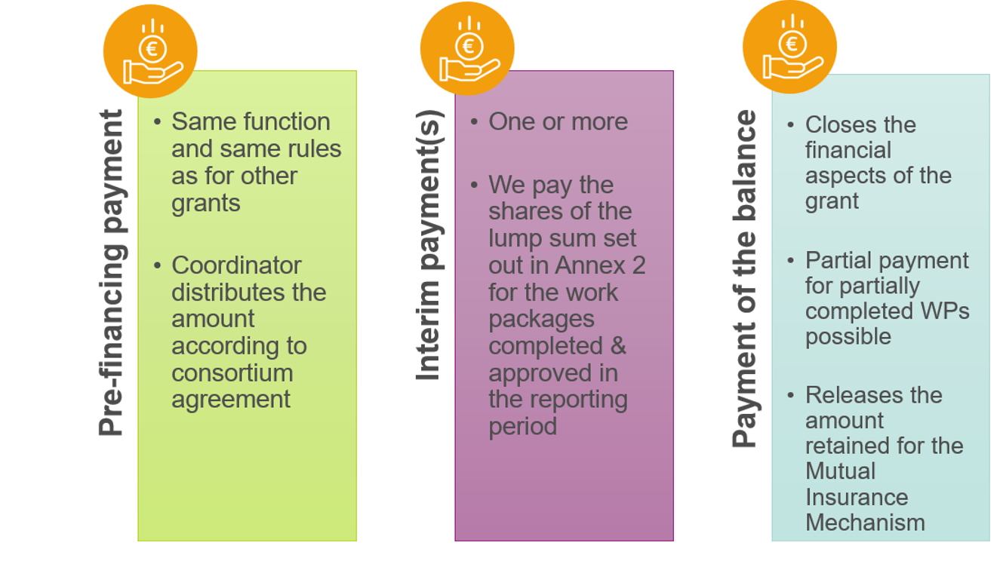 €
Pre-financing payment
• Same function
and same rules
as for other
grants
• Coordinator
distributes the
amount
according to
consortium
agreement
€
Interim payment(s)
• One or more
• We pay the
shares of the
lump sum set
out in Annex 2
for the work
packages
completed &
approved in
the reporting
period
€
Payment of the balance
• Closes the
financial
aspects of the
grant
• Partial payment
for partially
completed WPs
possible
• Releases the
amount
retained for the
Mutual
Insurance
Mechanism